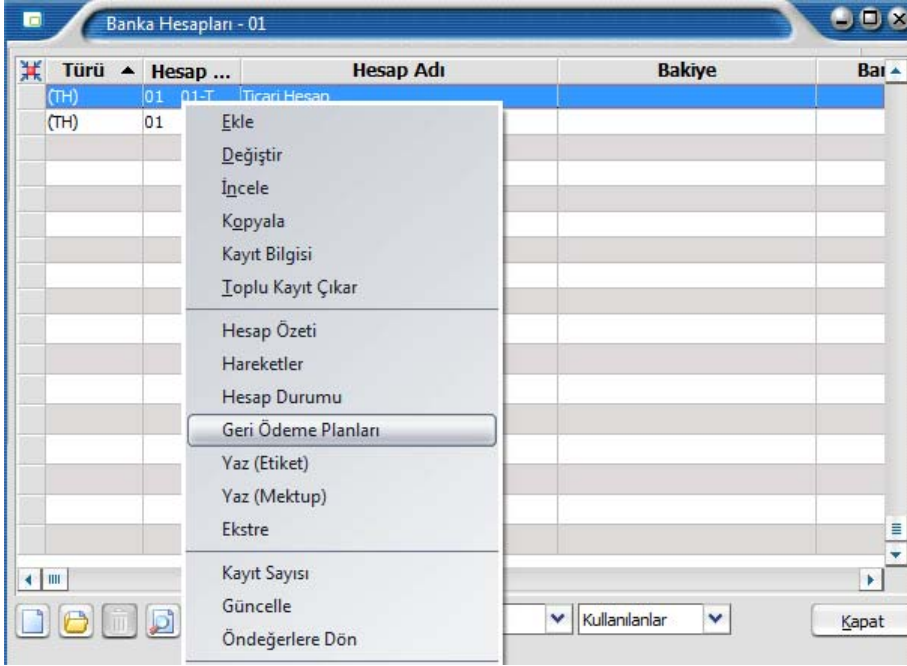 Banka Hesapları - 01
Türü Hesap ... Hesap Adı Bakiye
(TH) 01 01-T Ticari Hesap
(TH) 01
Ekle
Değiştir
İncele
Kopyala
Kayıt Bilgisi
Toplu Kayıt Çıkar
Hesap Özeti
Hareketler
Hesap Durumu
Geri Ödeme Planları
Yaz (Etiket)
Yaz (Mektup)
Ekstre
Kayıt Sayısı
Güncelle
Öndeğerlere Dön
Kullanılanlar
Kapat